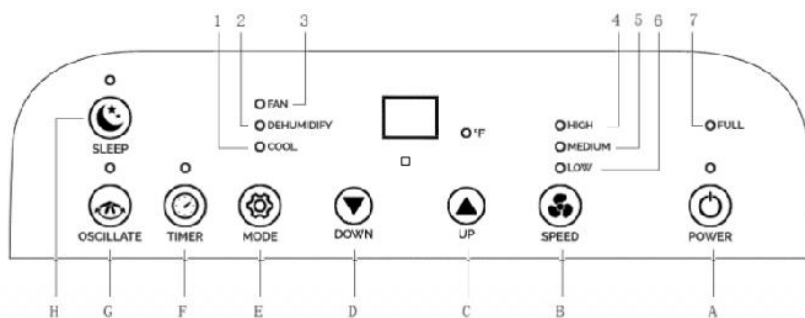 1 2 3 4 5 6 7
FAN
DEHUMIDIFY
COOL
°F
HIGH
MEDIUM
LOW
FULL
SLEEP
OSCILLATE TIMER MODE DOWN UP SPEED POWER
H G F E D C B A